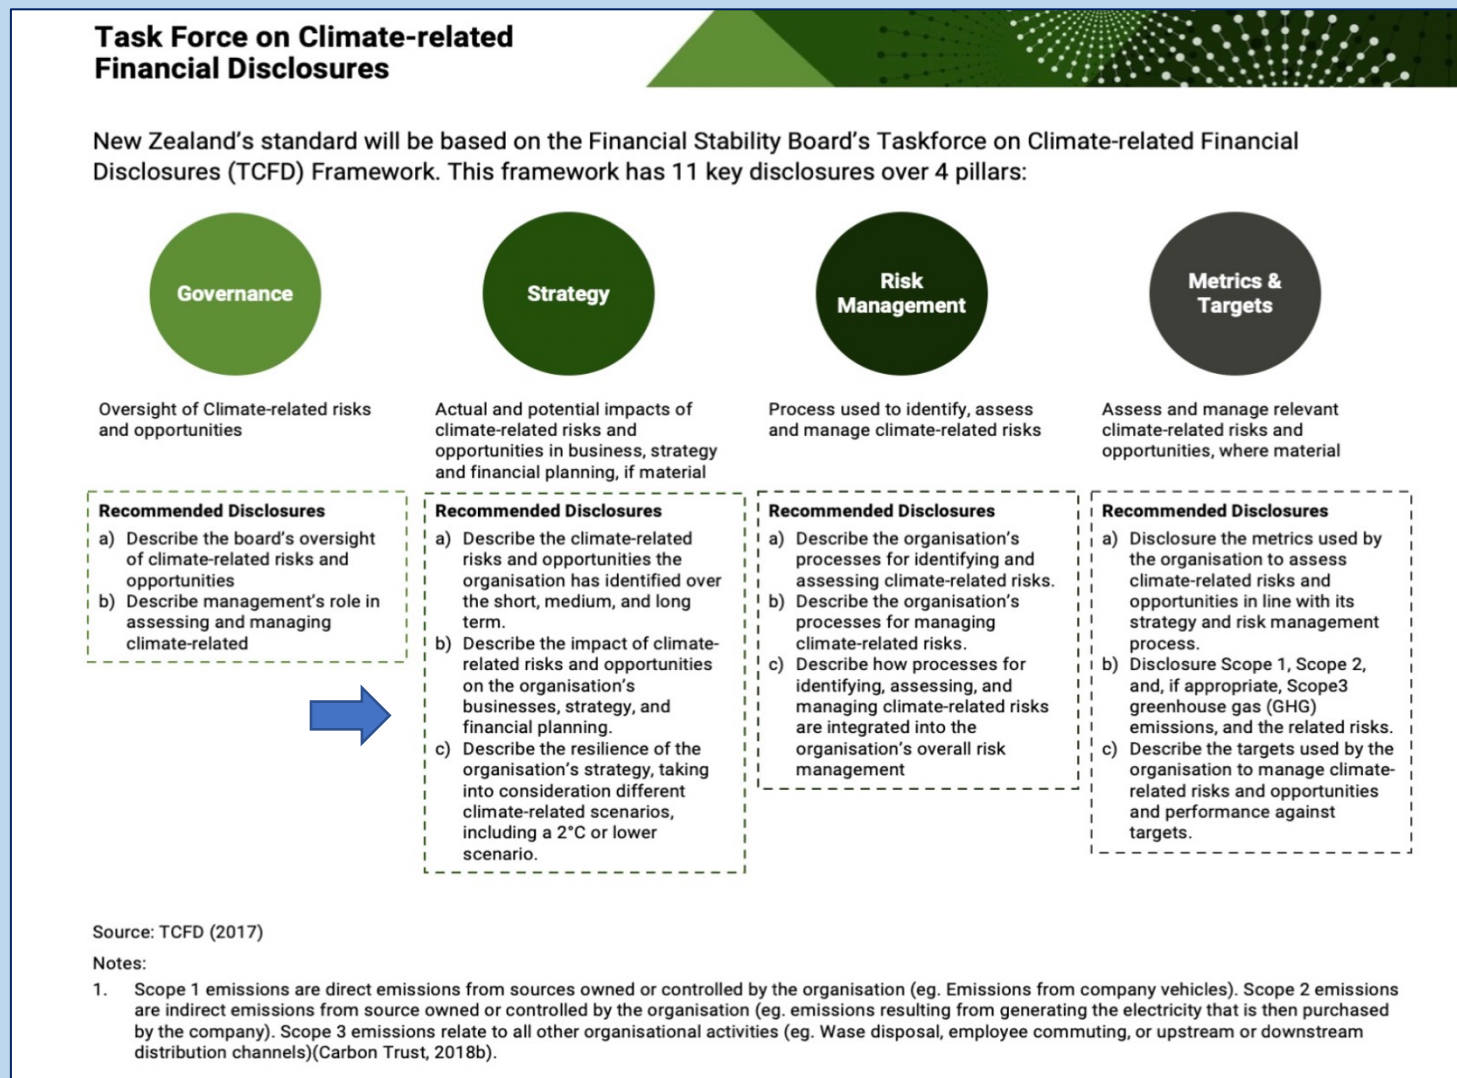 Task Force on Climate-related
Financial Disclosures
New Zealand’s standard will be based on the Financial Stability Board’s Taskforce on Climate-related Financial
Disclosures (TCFD) Framework. This framework has 11 key disclosures over 4 pillars:
Governance
Oversight of Climate-related risks
and opportunities
Recommended Disclosures
a) Describe the board’s oversight
of climate-related risks and
opportunities
b) Describe management’s role in
assessing and managing
climate-related
Strategy
Actual and potential impacts of
climate-related risks and
opportunities in business, strategy
and financial planning, if material
Recommended Disclosures
a) Describe the climate-related
risks and opportunities the
organisation has identified over
the short, medium, and long
term.
b) Describe the impact of climate-
related risks and opportunities
on the organisation’s
businesses, strategy, and
financial planning.
c) Describe the resilience of the
organisation’s strategy, taking
into consideration different
climate-related scenarios,
including a 2°C or lower
scenario.
Risk
Management
Process used to identify, assess
and manage climate-related risks
Recommended Disclosures
a) Describe the organisation’s
processes for identifying and
assessing climate-related risks.
b) Describe the organisation’s
processes for managing
climate-related risks.
c) Describe how processes for
identifying, assessing, and
managing climate-related risks
are integrated into the
organisation’s overall risk
management
Metrics &
Targets
Assess and manage relevant
climate-related risks and
opportunities, where material
Recommended Disclosures
a) Disclosure the metrics used by
the organisation to assess
climate-related risks and
opportunities in line with its
strategy and risk management
process.
b) Disclosure Scope 1, Scope 2,
and, if appropriate, Scope3
greenhouse gas (GHG)
emissions, and the related risks.
c) Describe the targets used by the
organisation to manage climate-
related risks and opportunities
and performance against
targets.
Source: TCFD (2017)
Notes:
1. Scope 1 emissions are direct emissions from sources owned or controlled by the organisation (eg. Emissions from company vehicles). Scope 2 emissions
are indirect emissions from source owned or controlled by the organisation (eg. emissions resulting from generating the electricity that is then purchased
by the company). Scope 3 emissions relate to all other organisational activities (eg. Wase disposal, employee commuting, or upstream or downstream
distribution channels)(Carbon Trust, 2018b).